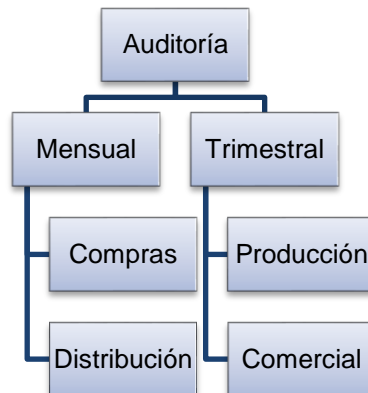 Auditoría
Mensual
Trimestral
Compras
Producción
Distribución
Comercial